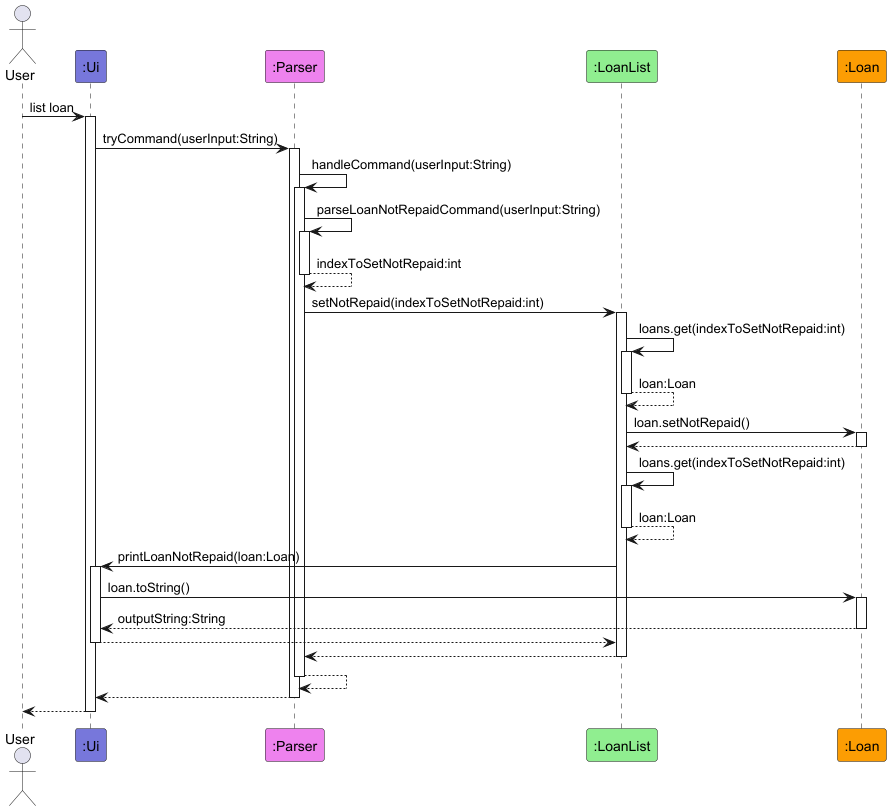 User
:Ui
:Parser
:LoanList
:Loan
list loan
tryCommand(userInput:String)
handleCommand(userInput:String)
parseLoanNotRepaidCommand(userInput:String)
indexToSetNotRepaid:int
setNotRepaid(indexToSetNotRepaid:int)
loans.get(indexToSetNotRepaid:int)
loan:Loan
loan.setNotRepaid()
loans.get(indexToSetNotRepaid:int)
loan:Loan
printLoanNotRepaid(loan:Loan)
loan.toString()
outputString:String
User
:Ui
:Parser
:LoanList
:Loan